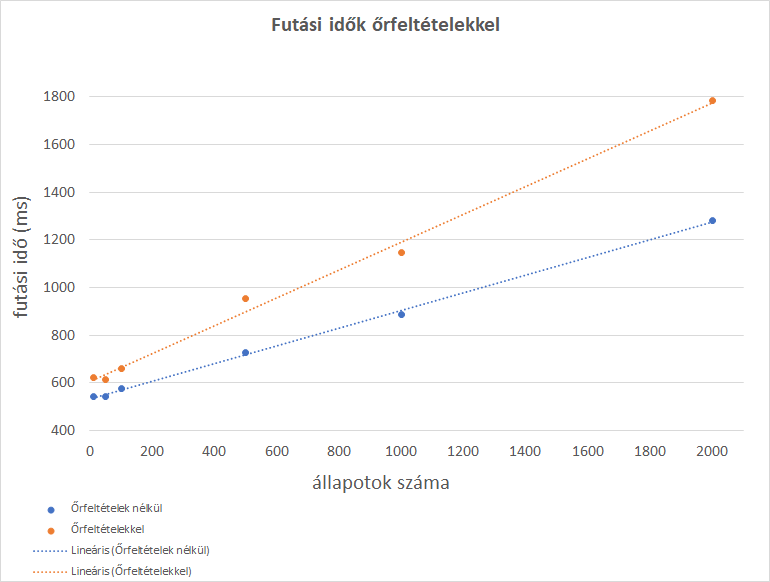 Futási idők őrfeltételekkel
1800
1600
1400
1200
1000
800
600
400
futási idő (ms)
0 200 400 600 800 1000 1200 1400 1600 1800 2000
állapotok száma
Őrfeltételek nélkül
Őrfeltételekkel
Lineáris (Őrfeltételek nélkül)
Lineáris (Őrfeltételekkel)